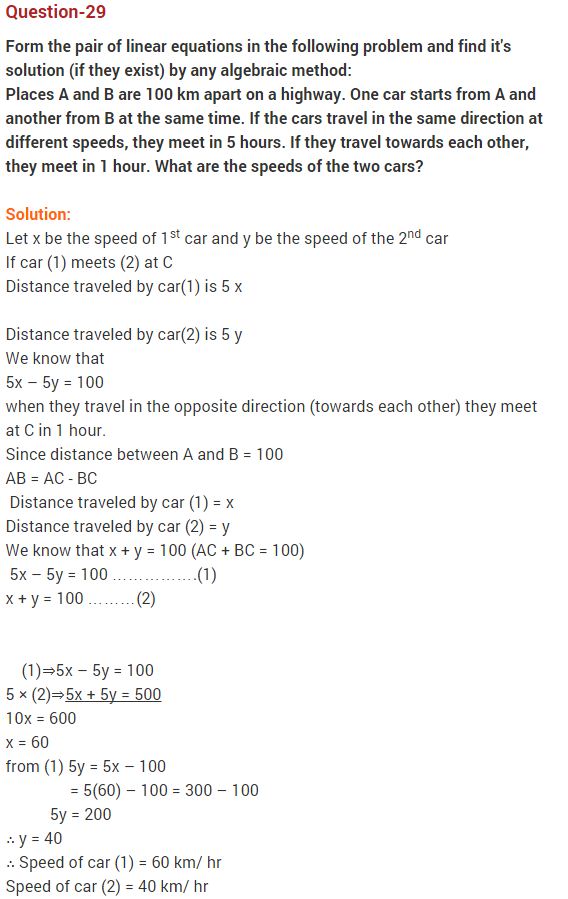 Question-29
Form the pair of linear equations in the following problem and find it's
solution (if they exist) by any algebraic method:
Places A and B are 100 km apart on a highway. One car starts from A and
another from B at the same time. If the cars travel in the same direction at
different speeds, they meet in 5 hours. If they travel towards each other,
they meet in 1 hour. What are the speeds of the two cars?
Solution:
Let x be the speed of 1st car and y be the speed of the 2nd car
If car (1) meets (2) at C
Distance traveled by car(1) is 5 x
Distance traveled by car(2) is 5 y
We know that
5x – 5y = 100
when they travel in the opposite direction (towards each other) they meet
at C in 1 hour.
Since distance between A and B = 100
AB = AC - BC
Distance traveled by car (1) = x
Distance traveled by car (2) = y
We know that x + y = 100 (AC + BC = 100)
5x – 5y = 100 ................(1)
x + y = 100 .........(2)
(1)⇒5x – 5y = 100
5 × (2)⇒5x + 5y = 500
10x = 600
x = 60
from (1) 5y = 5x – 100
= 5(60) – 100 = 300 – 100
5y = 200
∴ y = 40
∴ Speed of car (1) = 60 km/ hr
Speed of car (2) = 40 km/ hr